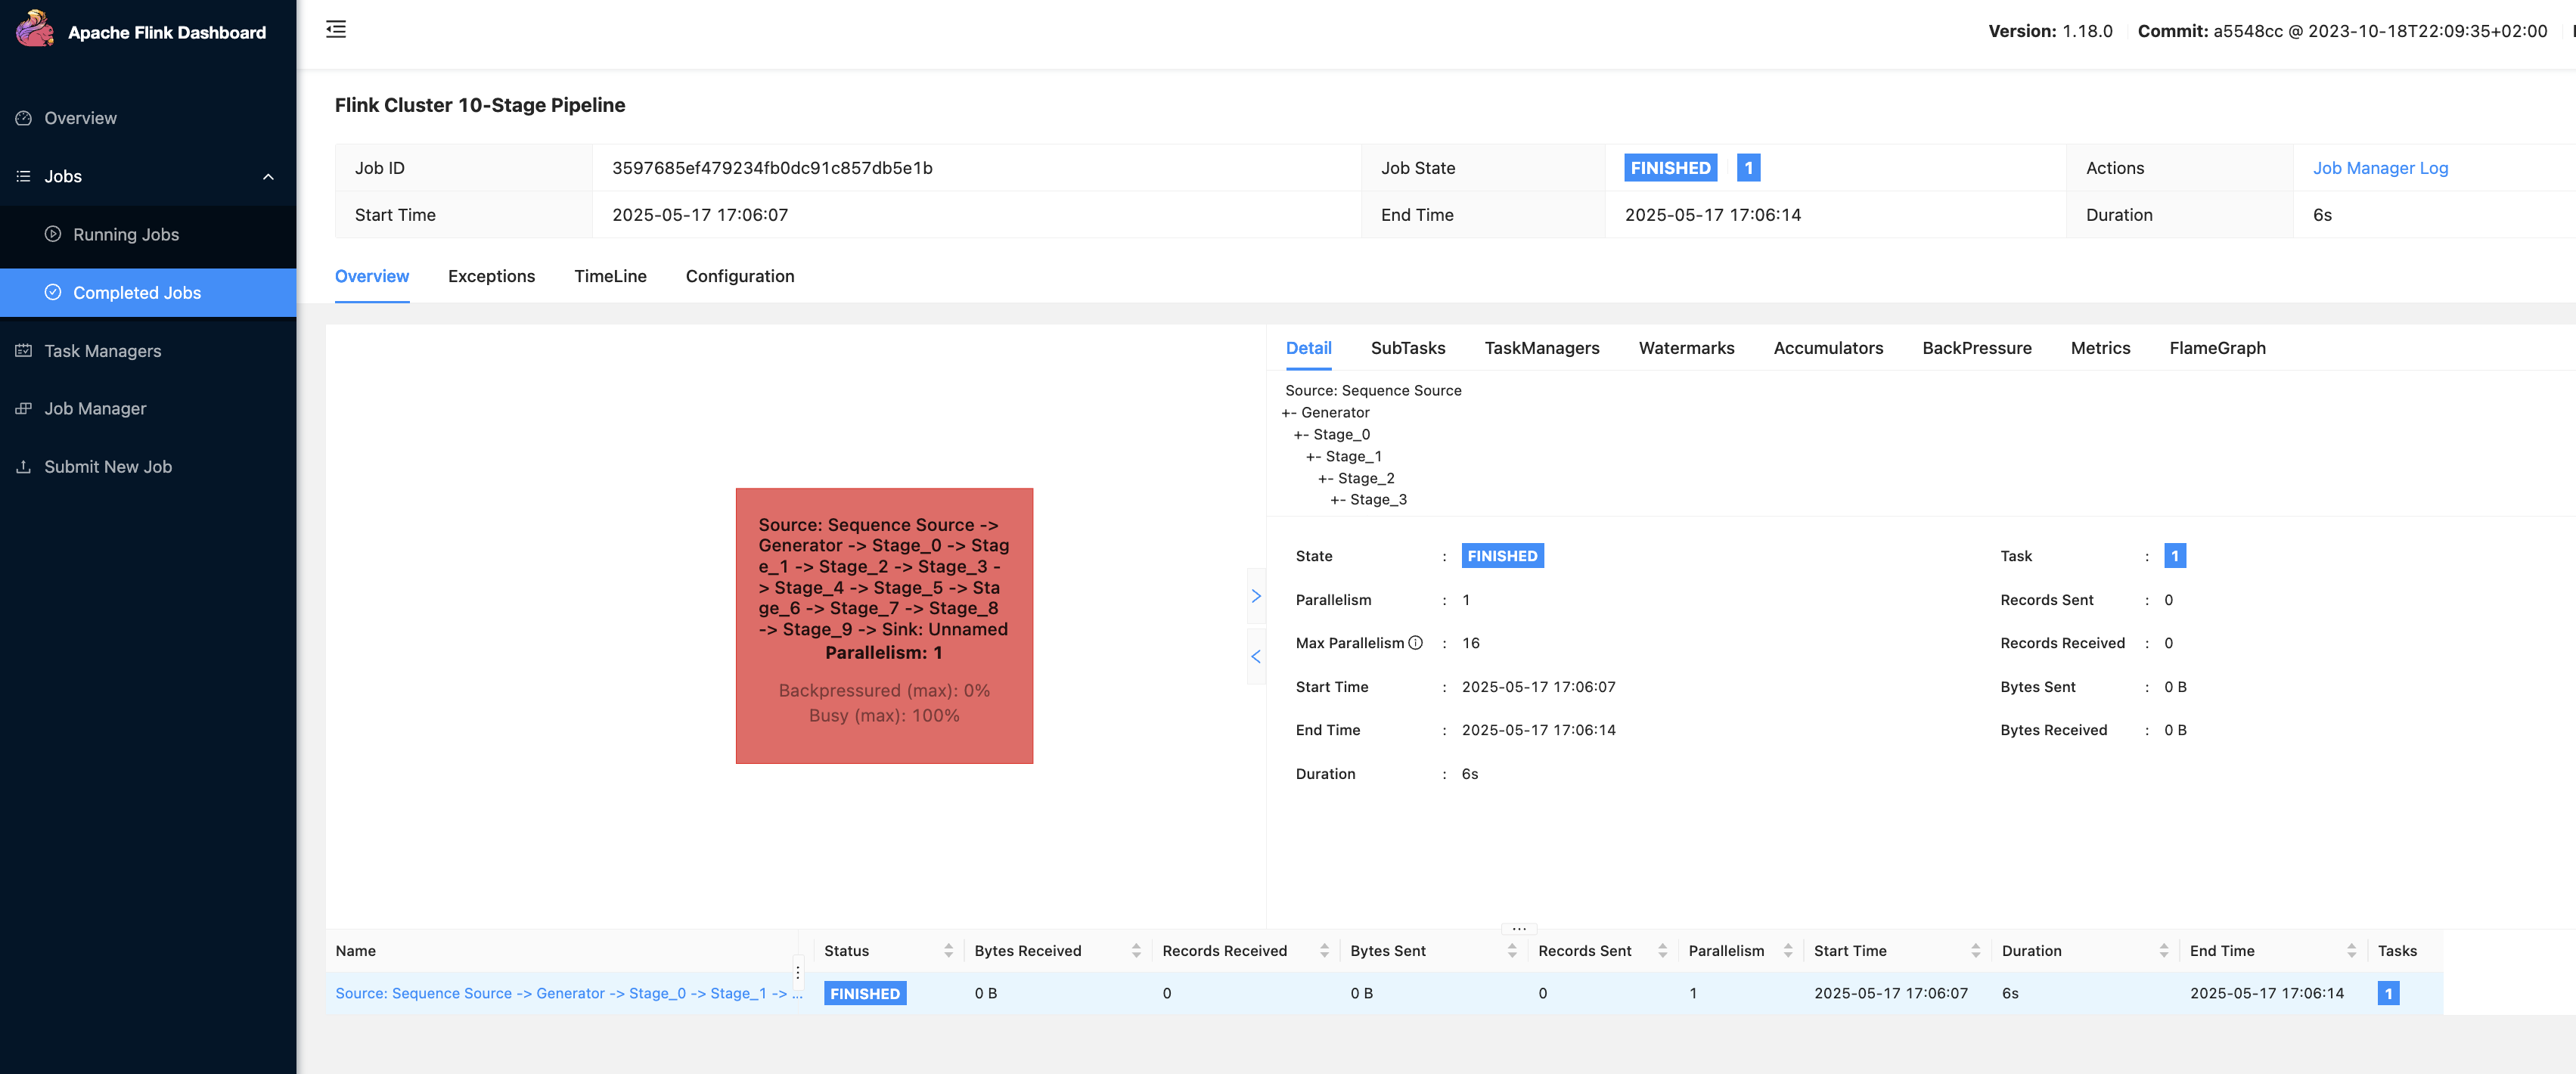 Apache Flink Dashboard
Version: 1.18.0 Commit: a5548cc @ 2023-10-18T22:09:35+02:00
Overview
Jobs
Running Jobs
Completed Jobs
Task Managers
Job Manager
Submit New Job
Flink Cluster 10-Stage Pipeline
Job ID 3597685ef479234fb0dc91c857db5e1b Job State FINISHED 1 Actions Job Manager Log
Start Time 2025-05-17 17:06:07 End Time 2025-05-17 17:06:14 Duration 6s
Overview Exceptions TimeLine Configuration
Source: Sequence Source ->
Generator -> Stage_0 -> Stag
e_1 -> Stage_2 -> Stage_3 -
> Stage_4 -> Stage_5 -> Sta
ge_6 -> Stage_7 -> Stage_8
-> Stage_9 -> Sink: Unnamed
Parallelism: 1
Backpressured (max): 0%
Busy (max): 100%
Detail SubTasks TaskManagers Watermarks Accumulators BackPressure Metrics FlameGraph
Source: Sequence Source
+- Generator
+- Stage_0
+- Stage_1
+- Stage_2
+- Stage_3
State : FINISHED Task : 1
Parallelism : 1 Records Sent : 0
Max Parallelism : 16 Records Received : 0
Start Time : 2025-05-17 17:06:07 Bytes Sent : 0 B
End Time : 2025-05-17 17:06:14 Bytes Received : 0 B
Duration : 6s
Name Status Bytes Received Records Received Bytes Sent Records Sent Parallelism Start Time Duration End Time Tasks
Source: Sequence Source -> Generator -> Stage_0 -> Stage_1 -> ... FINISHED 0 B 0 0 B 0 1 2025-05-17 17:06:07 6s 2025-05-17 17:06:14 1